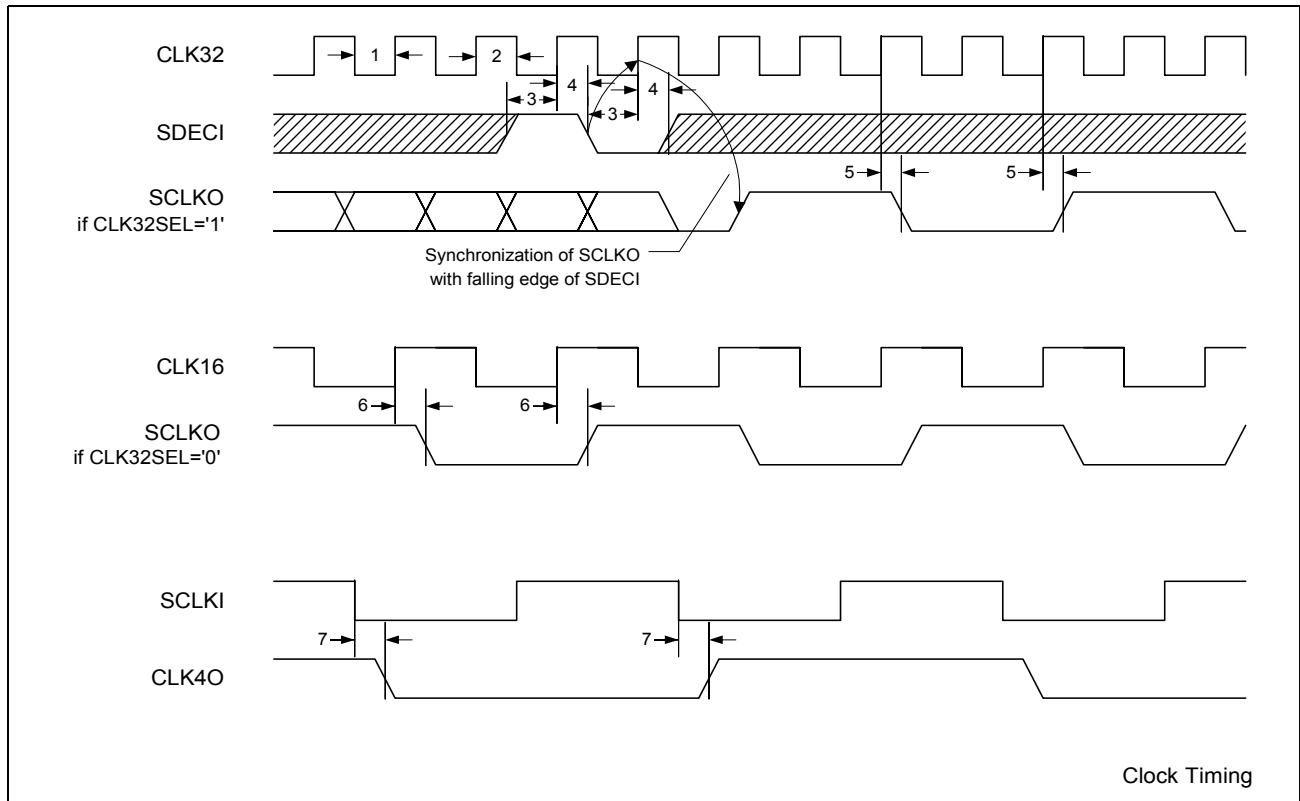 CLK32
1
2
3
4
3
4
SDECI
5
5
SCLKO
if CLK32SEL='1'
Synchronization of SCLKO
with falling edge of SDECI
CLK16
6
6
SCLKO
if CLK32SEL='0'
SCLKI
7
7
CLK4O
Clock Timing